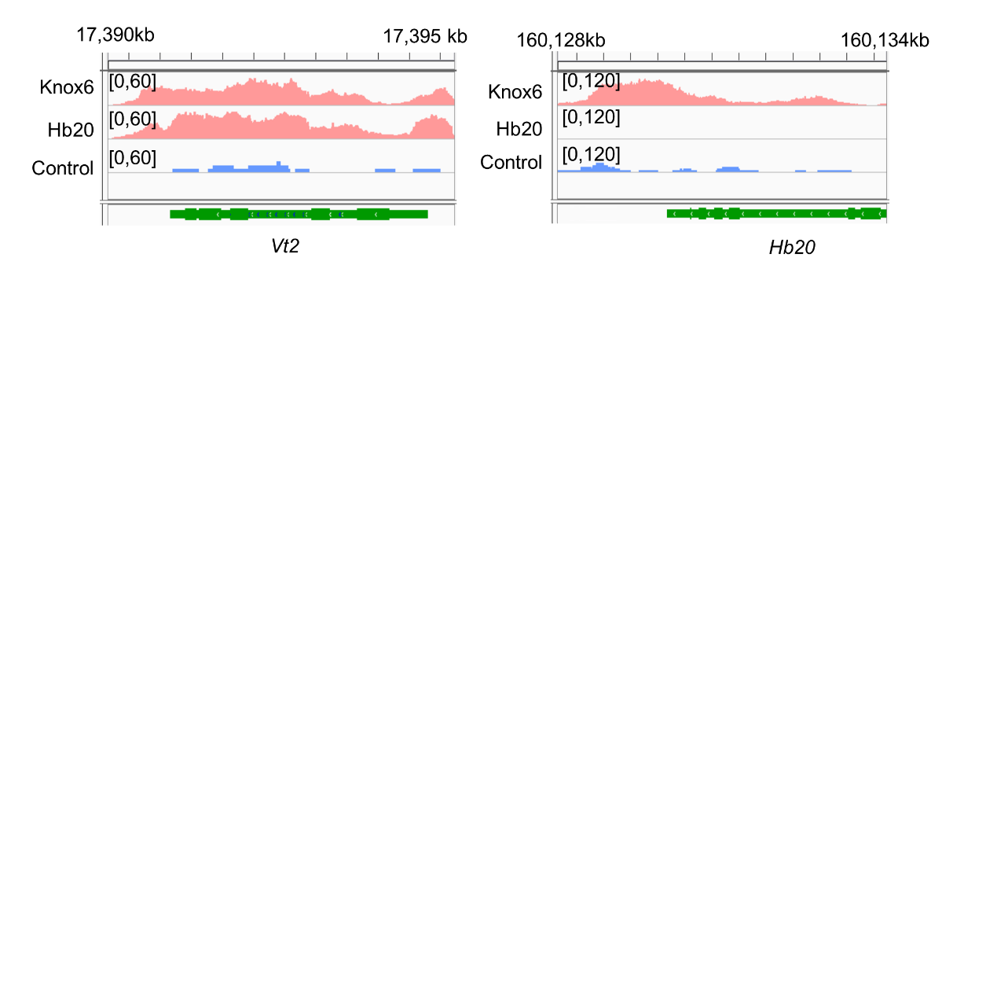 17,390kb 17,395 kb
Knox6 [0,60]
Hb20 [0,60]
Control [0,60]
Vt2
160,128kb 160,134kb
Knox6 [0,120]
Hb20 [0,120]
Control [0,120]
Hb20